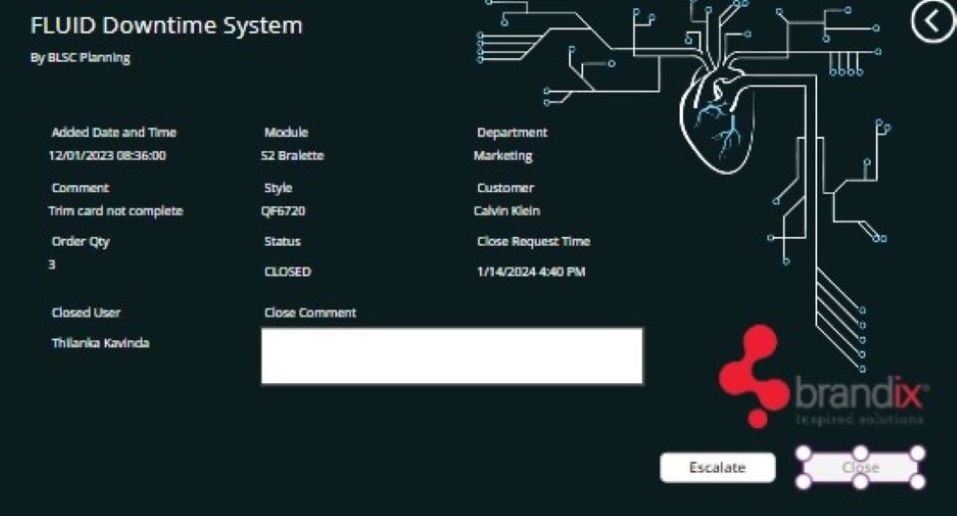 FLUID Downtime System
By BLSC Planning
Added Date and Time
Module
Department
12/01/2023 08:36:00
S2 Bralette
Marketing
Comment
Style
Customer
Trim card not complete
QF6720
Calvin Klein
Order Qty
Status
Close Request Time
3
CLOSED
1/14/2024 4:40 PM
Closed User
Close Comment
Thilanka Kavinda
brandix
inspired solutions
Escalate
Close